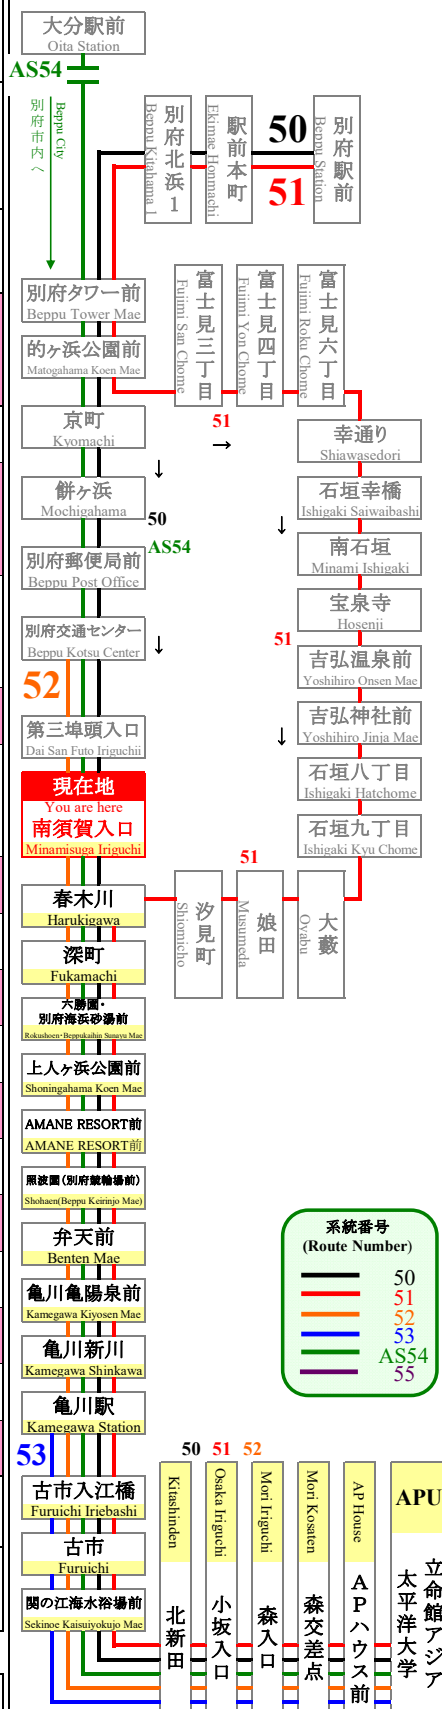 大分駅前
Oita Station
AS54
別府市内へ
Beppu City
別府北浜1
Beppu Kitahama 1
駅前本町
Ekimae Honmachi
50
51
別府駅前
Beppu Station
別府タワー前
Beppu Tower Mae
的ヶ浜公園前
Matogahama Koen Mae
富士見三丁目
Fujimi San Chome
富士見四丁目
Fujimi Yon Chome
富士見六丁目
Fujimi Roku Chome
京町
Kyomachi
51
→
幸通り
Shiawasedori
↓
餅ヶ浜
Mochigahama
50
AS54
石垣幸橋
Ishigaki Saiwaibashi
↓
南石垣
Minami Ishigaki
別府郵便局前
Beppu Post Office
宝泉寺
Hosenji
別府交通センター
Beppu Kotsu Center
↓
51
吉弘温泉前
Yoshihiro Onsen Mae
52
吉弘神社前
Yoshihiro Jinja Mae
↓
第三埠頭入口
Dai San Futo Iriguchii
石垣八丁目
Ishigaki Hatchome
現在地
You are here
南須賀入口
Minamisuga Iriguchi
石垣九丁目
Ishigaki Kyu Chome
51
春木川
Harukigawa
汐見町
Shiomicho
娘田
Musumeda
大藪
Oyabu
深町
Fukamachi
六勝園・
別府海浜砂湯前
Rokushoen・Beppukaihin Sunayu Mae
上人ヶ浜公園前
Shoningahama Koen Mae
AMANE RESORT前
AMANE RESORT前
照波園(別府競輪場前)
Shohaen(Beppu Keirinjo Mae)
弁天前
Benten Mae
亀川亀陽泉前
Kamegawa Kiyosen Mae
亀川新川
Kamegawa Shinkawa
亀川駅
Kamegawa Station
系統番号
(Route Number)
50
51
52
53
AS54
55
53
古市入江橋
Furuichi Iriebashi
古市
Furuichi
関の江海水浴場前
Sekinoe Kaisuiyokujo Mae
50
51
52
Kitashinden
北新田
Osaka Iriguchi
小坂入口
Mori Iriguchi
森入口
Mori Kosaten
森交差点
AP House
APハウス前
APU
立命館アジア
太平洋大学